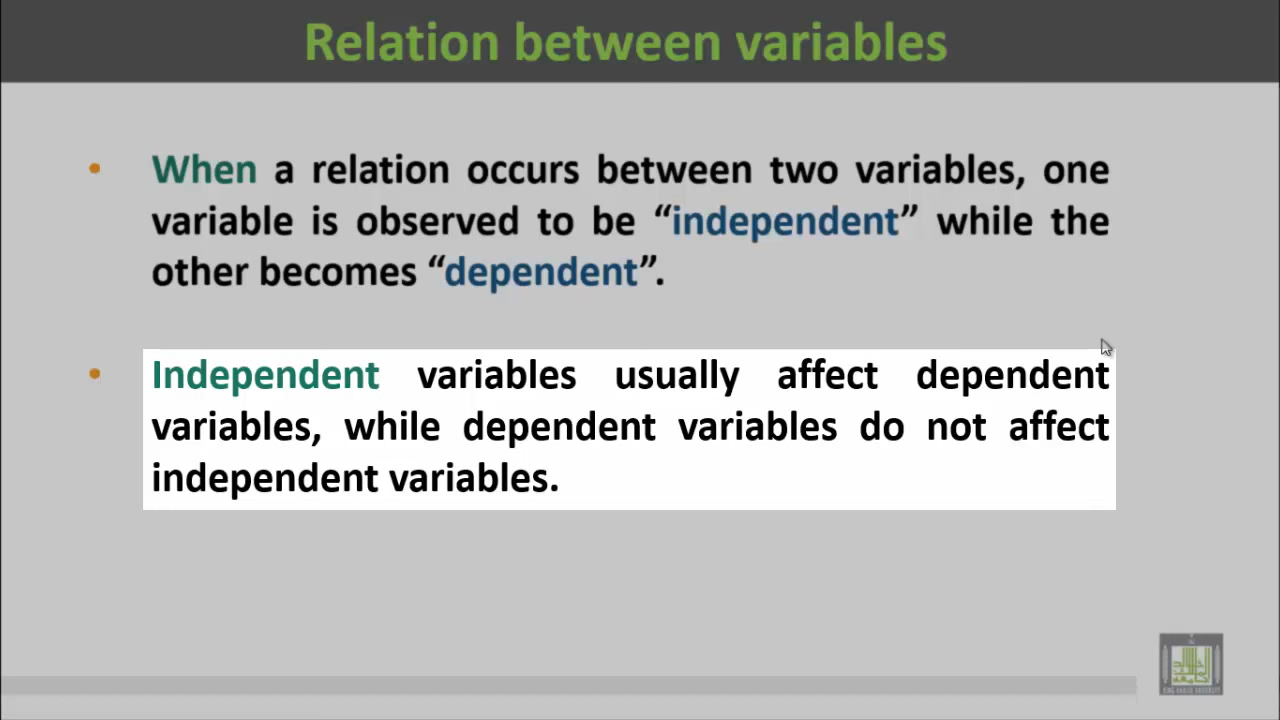 Relation between variables
• When a relation occurs between two variables, one
variable is observed to be “independent” while the
other becomes “dependent”.
• Independent variables usually affect dependent
variables, while dependent variables do not affect
independent variables.